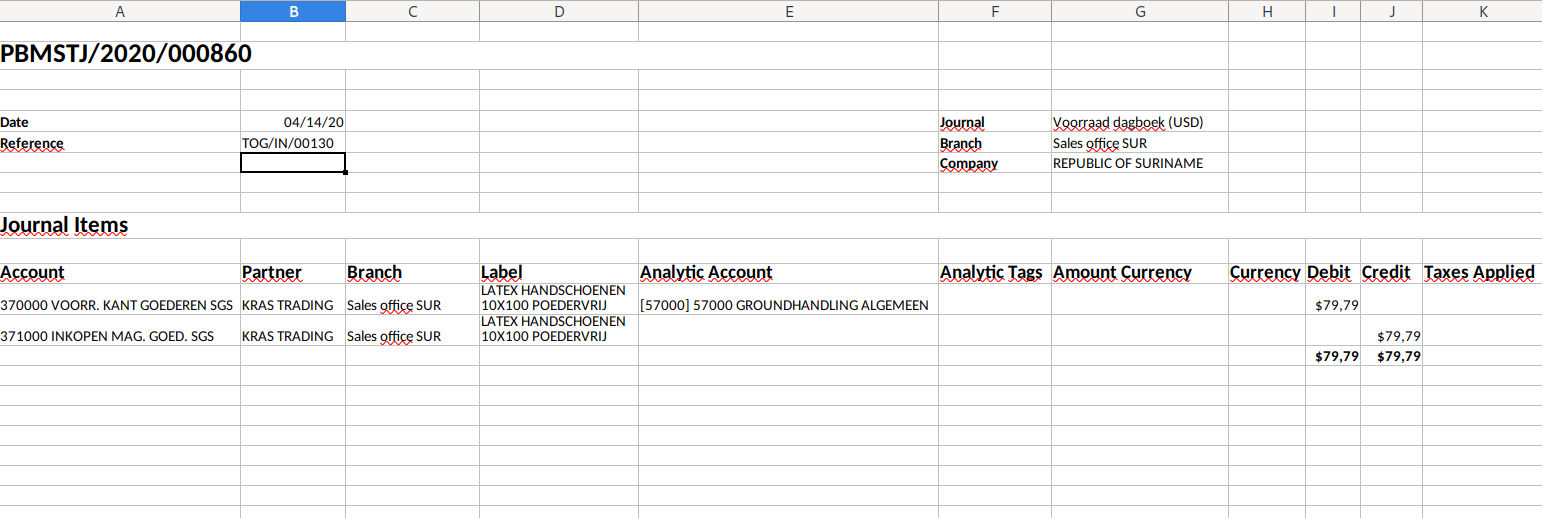 A B C D E F G H I J K
PBMSTJ/2020/000860
Date 04/14/20 Journal Voorraad dagboek (USD)
Reference TOG/IN/00130 Branch Sales office SUR
Company REPUBLIC OF SURINAME
Journal Items
Account Partner Branch Label Analytic Account Analytic Tags Amount Currency Currency Debit Credit Taxes Applied
LATEX HANDSCHOENEN
370000 VOORR. KANT GOEDEREN SGS KRAS TRADING Sales office SUR 10X100 POEDERVRIJ [57000] 57000 GROUNDHANDLING ALGEMEEN $79,79
LATEX HANDSCHOENEN
371000 INKOPEN MAG. GOED. SGS KRAS TRADING Sales office SUR 10X100 POEDERVRIJ $79,79
$79,79 $79,79